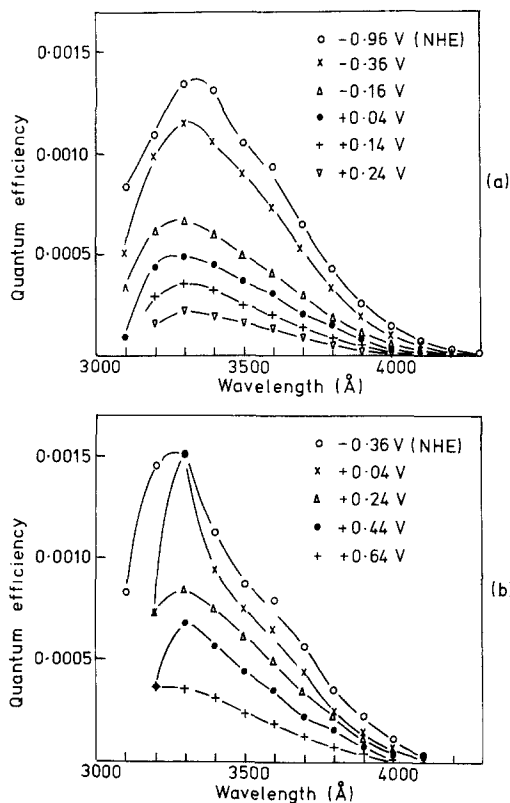 o -0·96 V (NHE)
x -0·36 V
△ -0·16 V
● +0·04 V
+ +0·14 V
▽ +0·24 V
0·0015
0·0010
0·0005
Quantum efficiency
(a)
3000 3500 4000
Wavelength (Å)
o -0·36 V (NHE)
x +0·04 V
△ +0·24 V
● +0·44 V
+ +0·64 V
0·0015
0·0010
0·0005
Quantum efficiency
(b)
3000 3500 4000
Wavelength (Å)